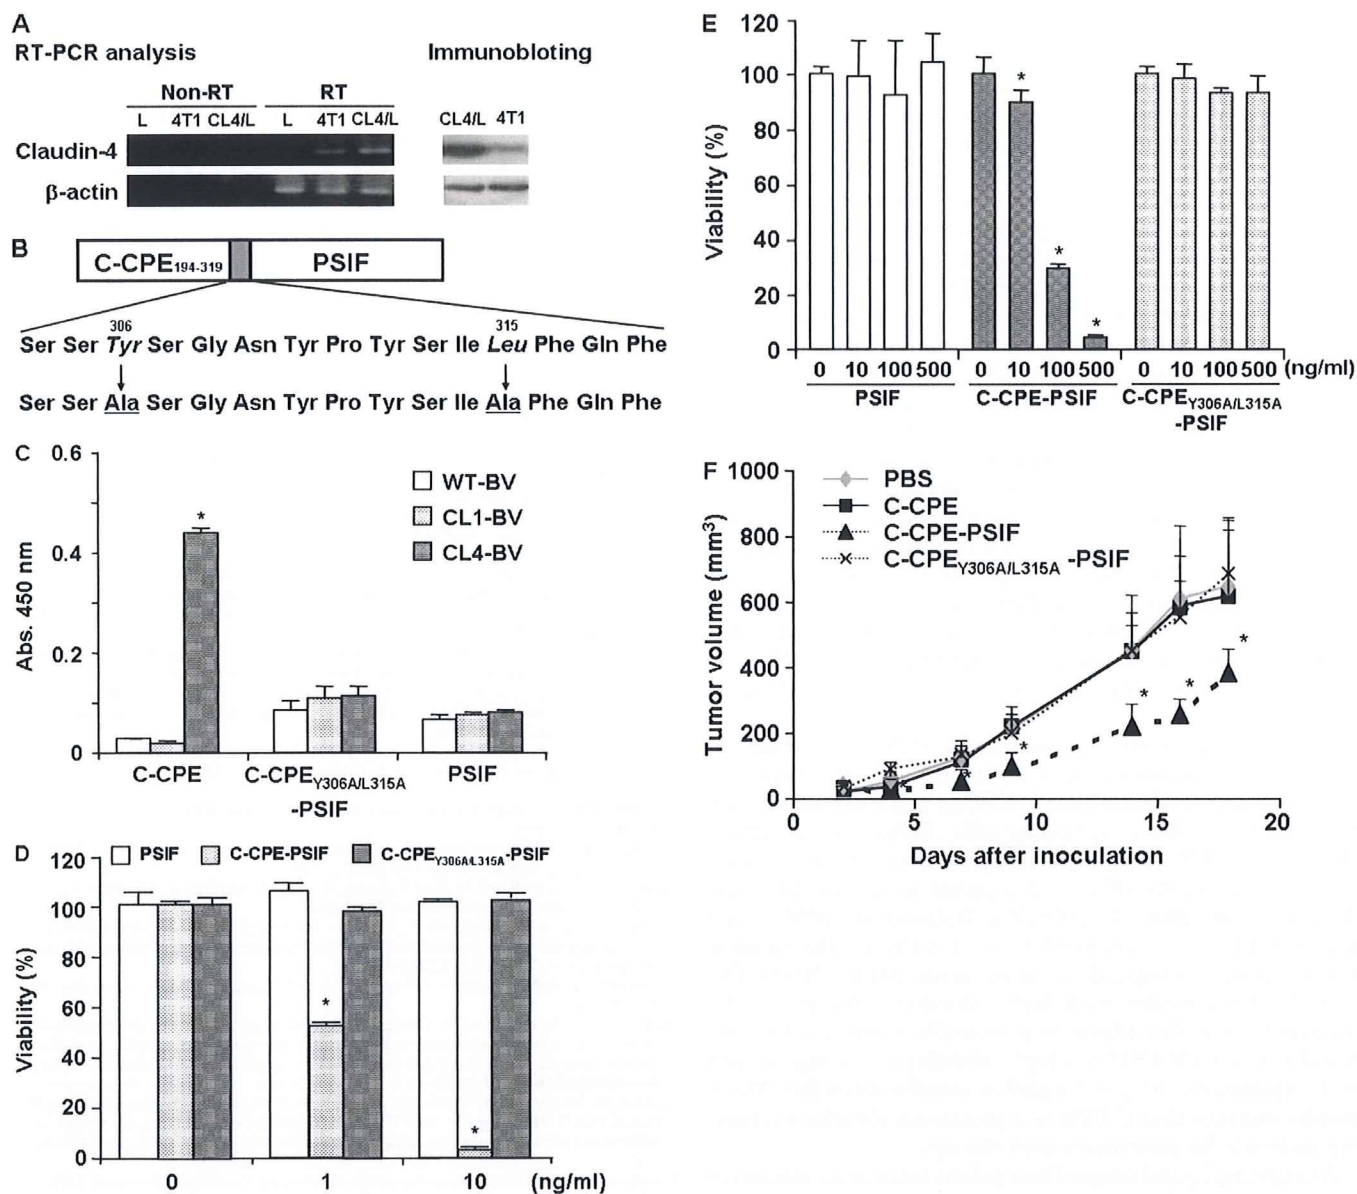 A
RT-PCR analysis
Immunobloting
Non-RT RT
L 4T1 CL4/L L 4T1 CL4/L
CL4/L 4T1
Claudin-4
β-actin
B
C-CPE194-319 PSIF
306 315
Ser Ser Tyr Ser Gly Asn Tyr Pro Tyr Ser Ile Leu Phe Gln Phe
Ser Ser Ala Ser Gly Asn Tyr Pro Tyr Ser Ile Ala Phe Gln Phe
C
Abs. 450 nm
0.6
0.4
0.2
0
WT-BV
CL1-BV
CL4-BV
*
C-CPE C-CPEY306A/L315A PSIF
-PSIF
D
PSIF C-CPE-PSIF C-CPEY306A/L315A-PSIF
Viability (%)
120
100
80
60
40
20
0
*
*
0 1 10 (ng/ml)
E
Viability (%)
120
100
80
60
40
20
0
*
*
*
0 10 100 500 0 10 100 500 0 10 100 500 (ng/ml)
PSIF C-CPE-PSIF C-CPEY306A/L315A
-PSIF
F
Tumor volume (mm3)
1000
800
600
400
200
0
PBS
C-CPE
C-CPE-PSIF
C-CPEY306A/L315A -PSIF
*
*
*
*
*
*
0 5 10 15 20
Days after inoculation